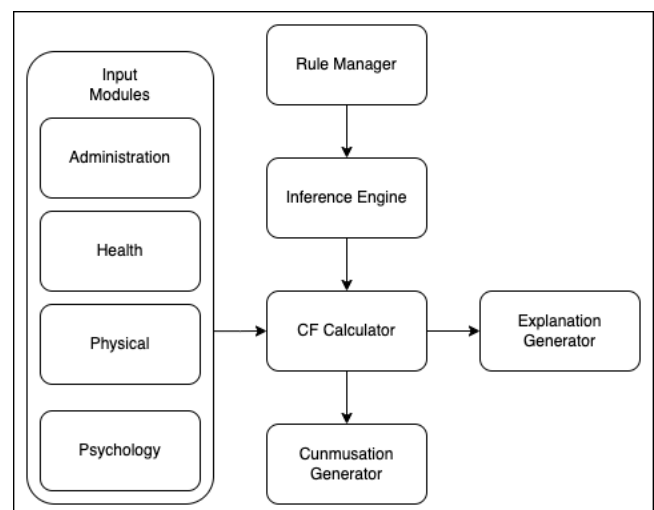 Input
Modules
Administration
Health
Physical
Psychology
Rule Manager
Inference Engine
CF Calculator
Explanation
Generator
Cunmusation
Generator